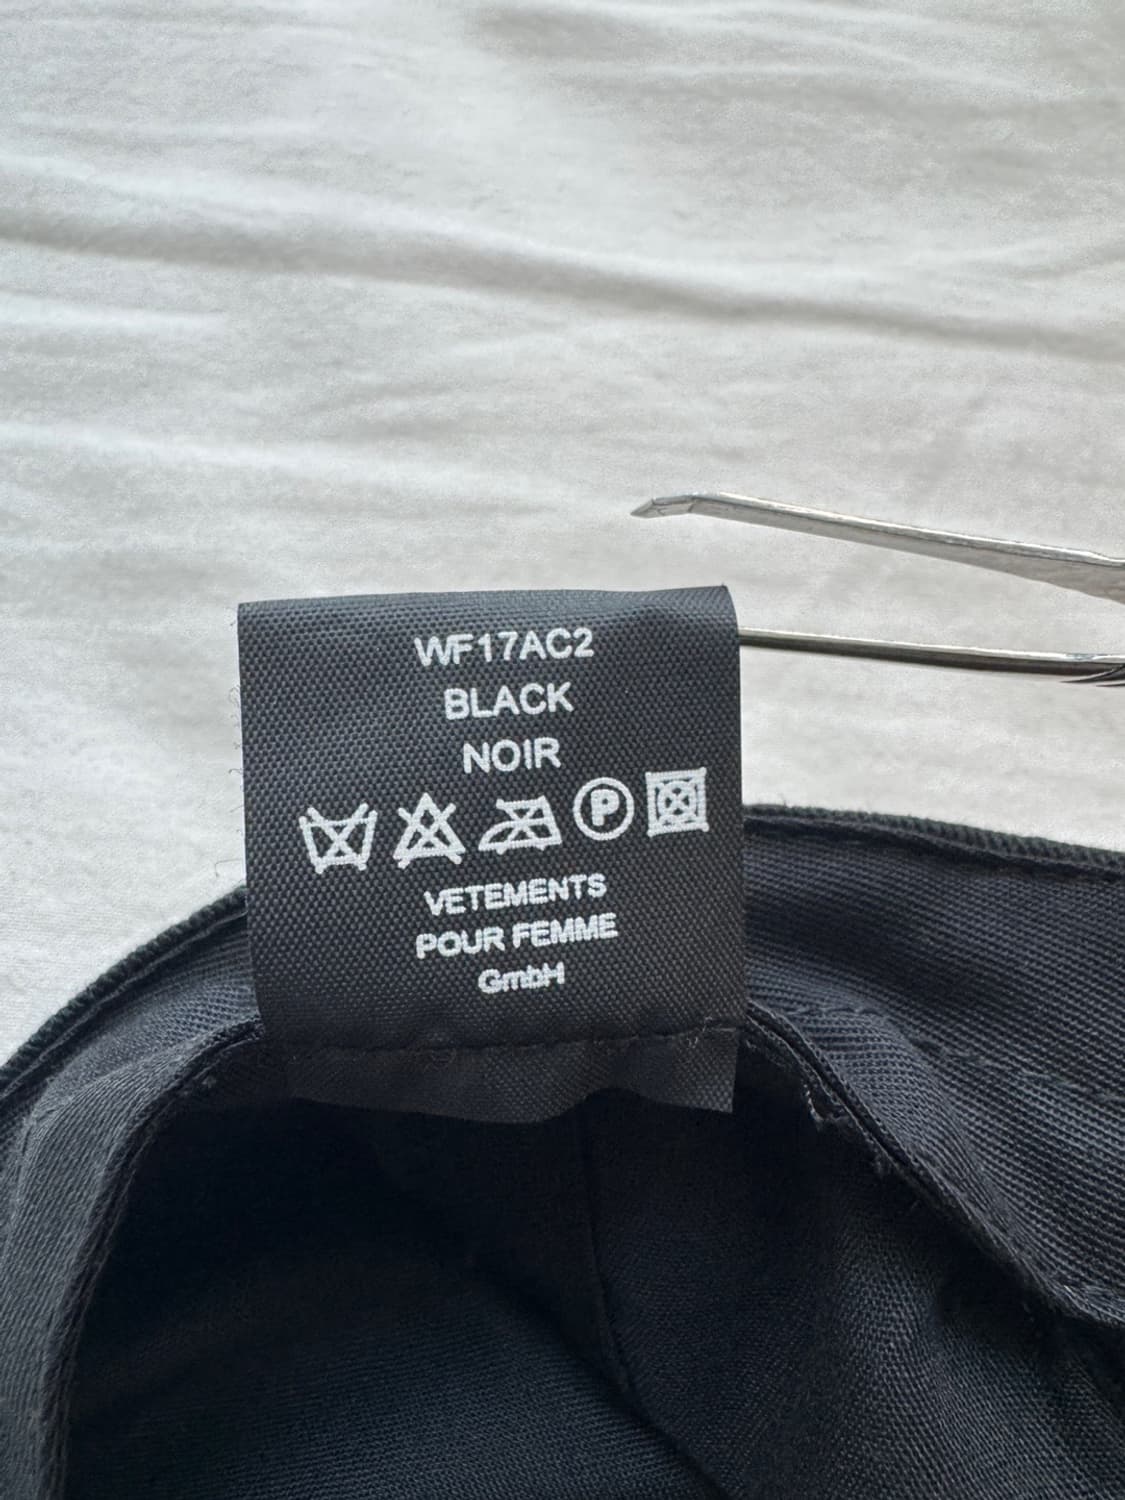 WF17AC2
BLACK
NOIR
P
VETEMENTS
POUR FEMME
GmbH